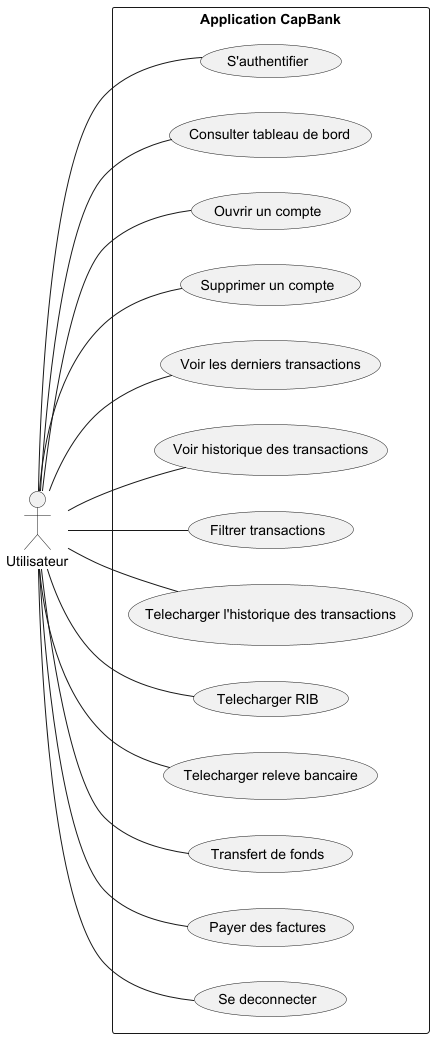 Application CapBank
S'authentifier
Consulter tableau de bord
Ouvrir un compte
Supprimer un compte
Voir les derniers transactions
Voir historique des transactions
Filtrer transactions
Utilisateur
Telecharger l'historique des transactions
Telecharger RIB
Telecharger releve bancaire
Transfert de fonds
Payer des factures
Se deconnecter